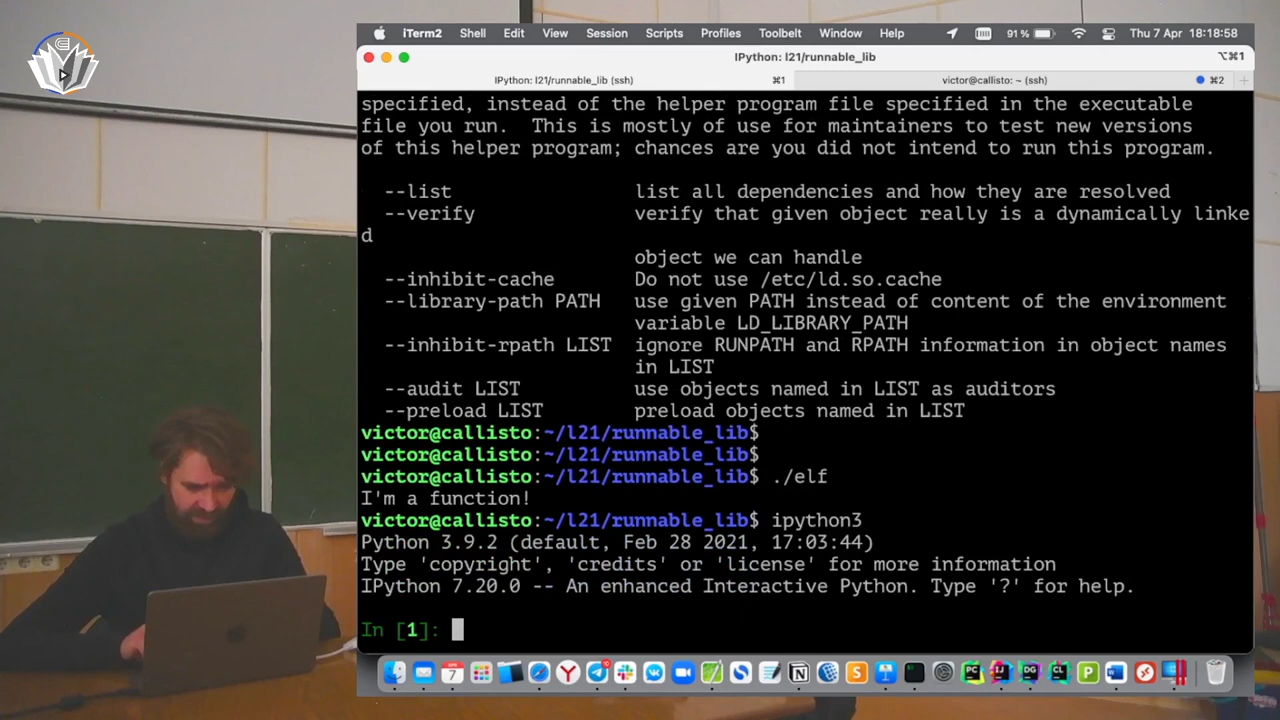 iTerm2 Shell Edit View Session Scripts Profiles Toolbelt Window Help 91 % Thu 7 Apr 18:18:58
IPython: l21/runnable_lib ⌥⌘1
IPython: l21/runnable_lib (ssh) ⌘1 victor@callisto: ~ (ssh) ⌘2
specified, instead of the helper program file specified in the executable
file you run.  This is mostly of use for maintainers to test new versions
of this helper program; chances are you did not intend to run this program.
--list list all dependencies and how they are resolved
--verify verify that given object really is a dynamically linke
d
object we can handle
--inhibit-cache Do not use /etc/ld.so.cache
--library-path PATH use given PATH instead of content of the environment
variable LD_LIBRARY_PATH
--inhibit-rpath LIST ignore RUNPATH and RPATH information in object names
in LIST
--audit LIST use objects named in LIST as auditors
--preload LIST preload objects named in LIST
victor@callisto:~/l21/runnable_lib$
victor@callisto:~/l21/runnable_lib$
victor@callisto:~/l21/runnable_lib$ ./elf
I'm a function!
victor@callisto:~/l21/runnable_lib$ ipython3
Python 3.9.2 (default, Feb 28 2021, 17:03:44)
Type 'copyright', 'credits' or 'license' for more information
IPython 7.20.0 -- An enhanced Interactive Python. Type '?' for help.
In [1]: